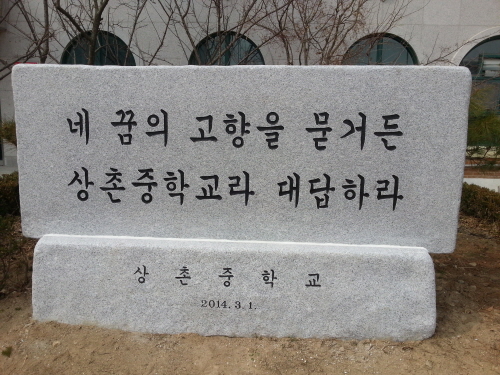 네 꿈의 고향을 묻거든
상촌중학교라 대답하라
상촌중학교
2014.3.1.